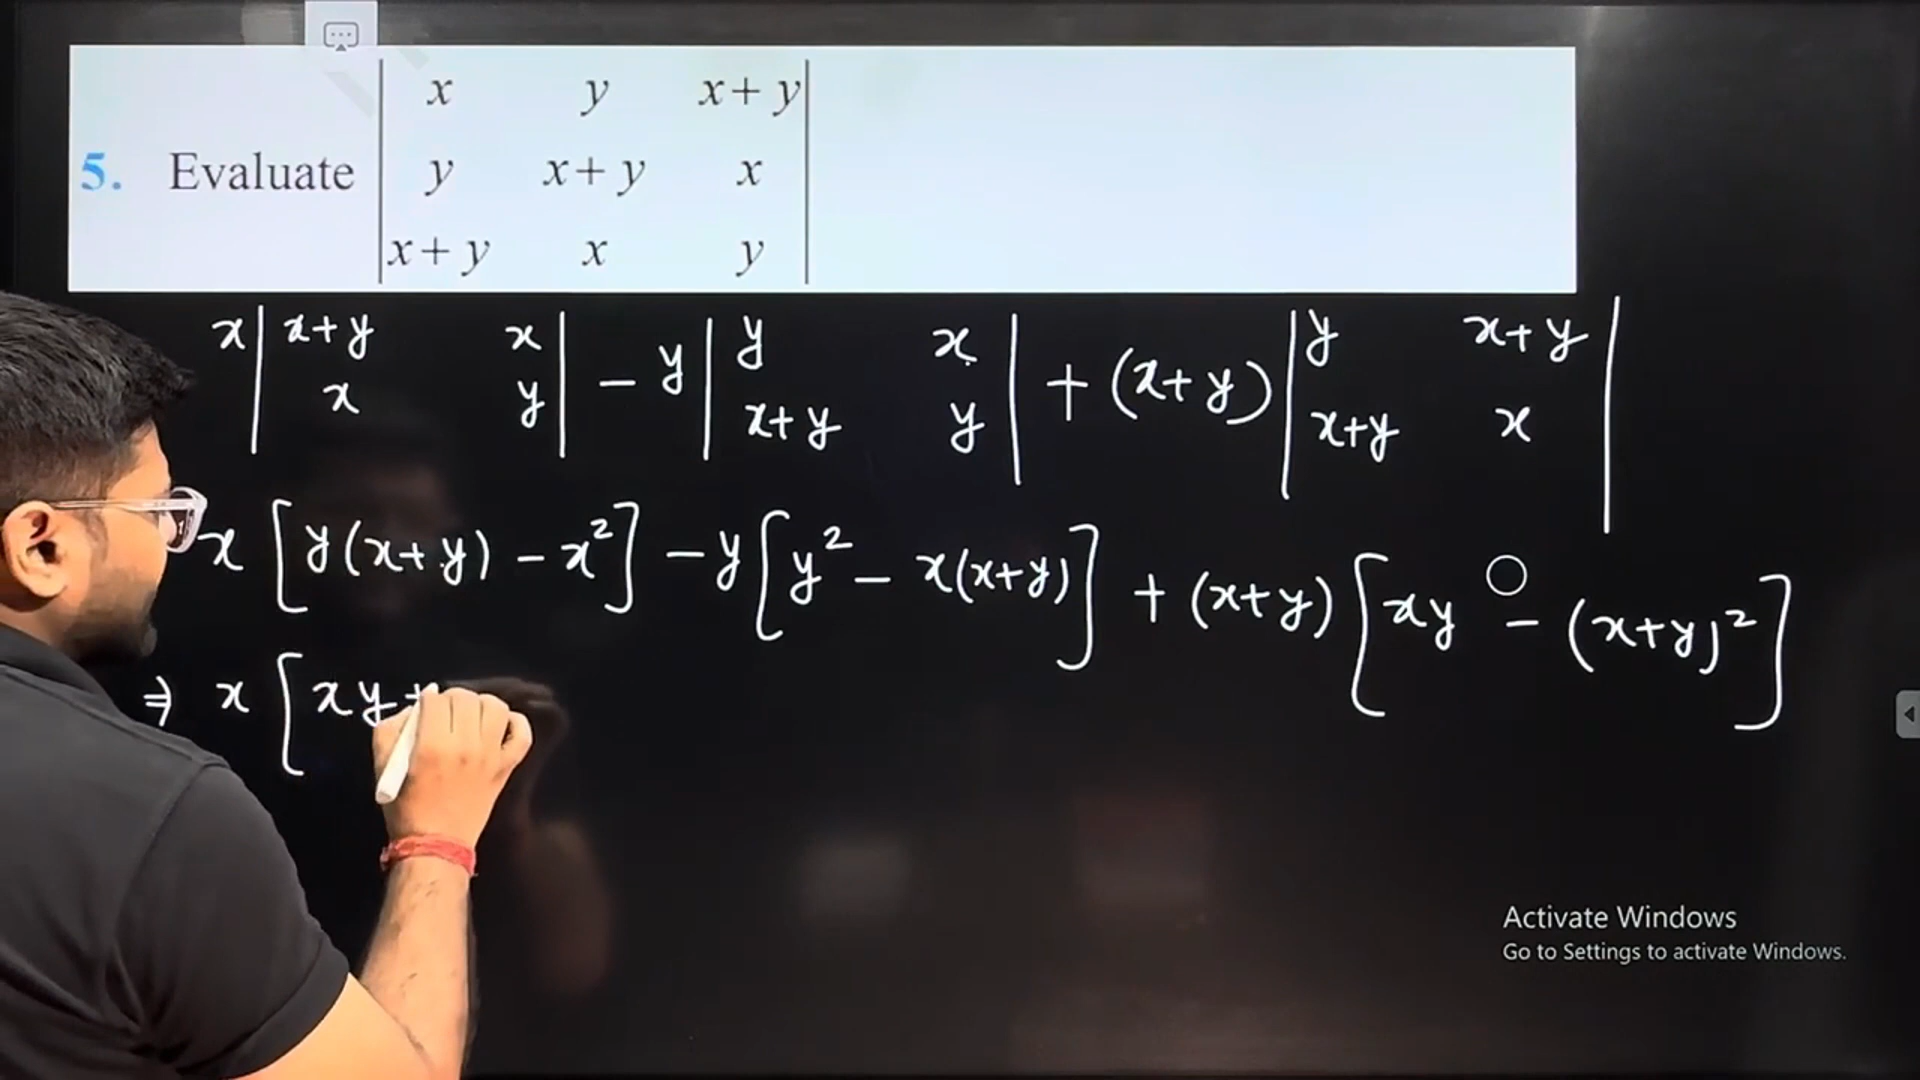 5. Evaluate | x y x+y |
| y x+y x |
| x+y x y |
x | x+y x | - y | y x | + (x+y) | y x+y |
| x y | | x+y y | | x+y x |
x [ y(x+y) - x² ] - y [ y² - x(x+y) ] + (x+y) [ xy - (x+y)² ]
⇒ x [ xy +
Activate Windows
Go to Settings to activate Windows.